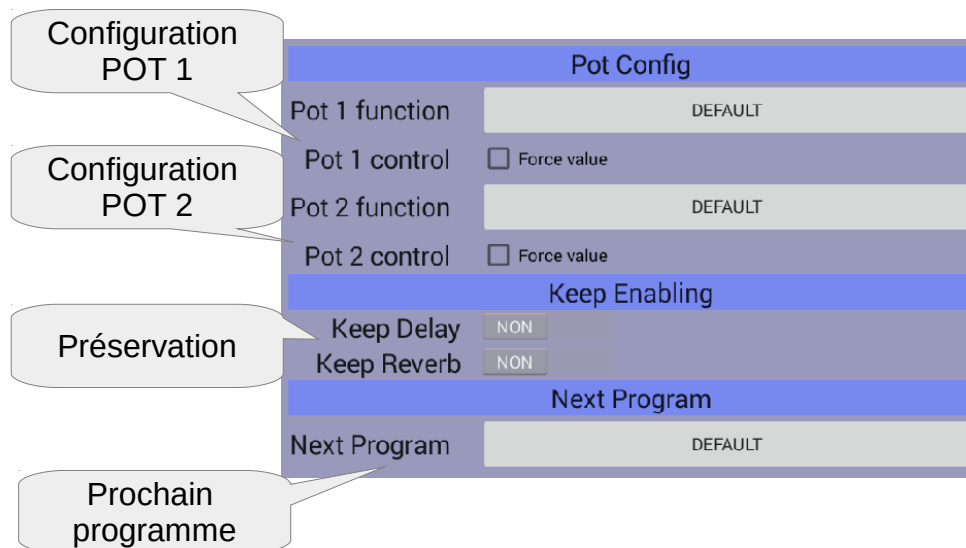 Configuration
POT 1
Pot Config
Pot 1 function
DEFAULT
Pot 1 control
Force value
Configuration
POT 2
Pot 2 function
DEFAULT
Pot 2 control
Force value
Keep Enabling
Préservation
Keep Delay
NON
Keep Reverb
NON
Next Program
Next Program
DEFAULT
Prochain
programme